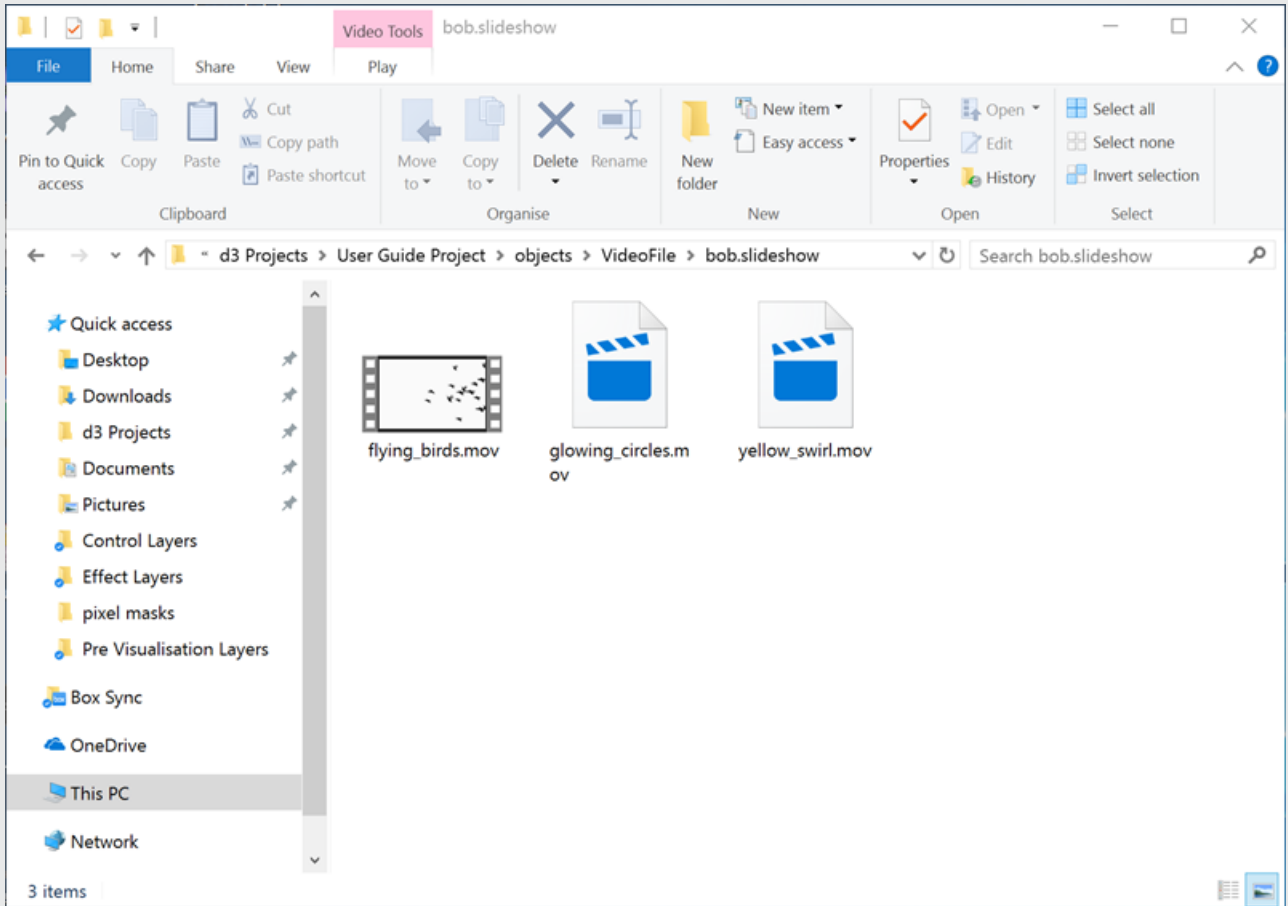 Video Tools bob.slideshow
File Home Share View Play
Pin to Quick access
Copy
Paste
Cut
Copy path
Paste shortcut
Clipboard
Move to
Copy to
Delete
Rename
Organise
New folder
New item
Easy access
New
Properties
Open
Edit
History
Open
Select all
Select none
Invert selection
Select
« d3 Projects > User Guide Project > objects > VideoFile > bob.slideshow
Search bob.slideshow
Quick access
Desktop
Downloads
d3 Projects
Documents
Pictures
Control Layers
Effect Layers
pixel masks
Pre Visualisation Layers
Box Sync
OneDrive
This PC
Network
flying_birds.mov
glowing_circles.m
ov
yellow_swirl.mov
3 items